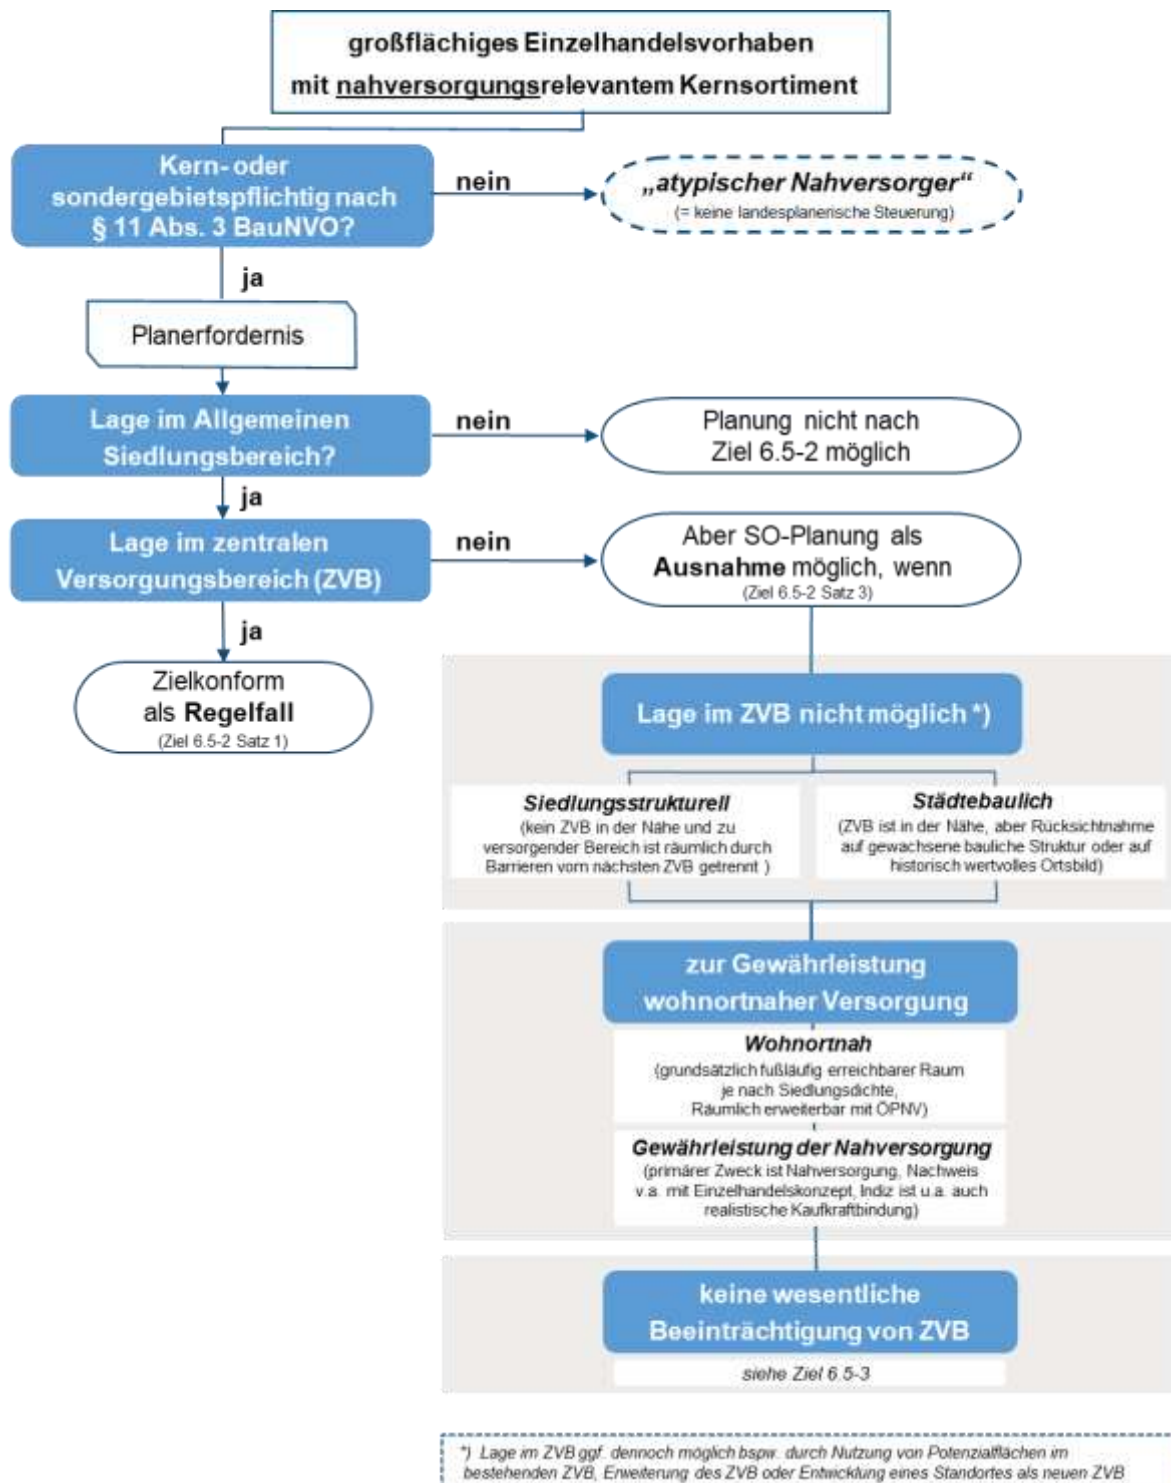 großflächiges Einzelhandelsvorhaben
mit nahversorgungsrelevantem Kernsortiment
Kern- oder
sondergebietspflichtig nach
§ 11 Abs. 3 BauNVO?
nein
„atypischer Nahversorger“
(= keine landesplanerische Steuerung)
ja
Planerfordernis
Lage im Allgemeinen
Siedlungsbereich?
nein
Planung nicht nach
Ziel 6.5-2 möglich
ja
Lage im zentralen
Versorgungsbereich (ZVB)
nein
Aber SO-Planung als
Ausnahme möglich, wenn
(Ziel 6.5-2 Satz 3)
ja
Zielkonform
als Regelfall
(Ziel 6.5-2 Satz 1)
Lage im ZVB nicht möglich *)
Siedlungsstrukturell
(kein ZVB in der Nähe und zu
versorgender Bereich ist räumlich durch
Barrieren vom nächsten ZVB getrennt )
Städtebaulich
(ZVB ist in der Nähe, aber Rücksichtnahme
auf gewachsene bauliche Struktur oder auf
historisch wertvolles Ortsbild)
zur Gewährleistung
wohnortnaher Versorgung
Wohnortnah
(grundsätzlich fußläufig erreichbarer Raum
je nach Siedlungsdichte,
Räumlich erweiterbar mit ÖPNV)
Gewährleistung der Nahversorgung
(primärer Zweck ist Nahversorgung, Nachweis
v.a. mit Einzelhandelskonzept, Indiz ist u.a. auch
realistische Kaufkraftbindung)
keine wesentliche
Beeinträchtigung von ZVB
siehe Ziel 6.5-3
*) Lage im ZVB ggf. dennoch möglich bspw. durch Nutzung von Potenzialflächen im
bestehenden ZVB, Erweiterung des ZVB oder Entwicklung eines Standortes als neuen ZVB